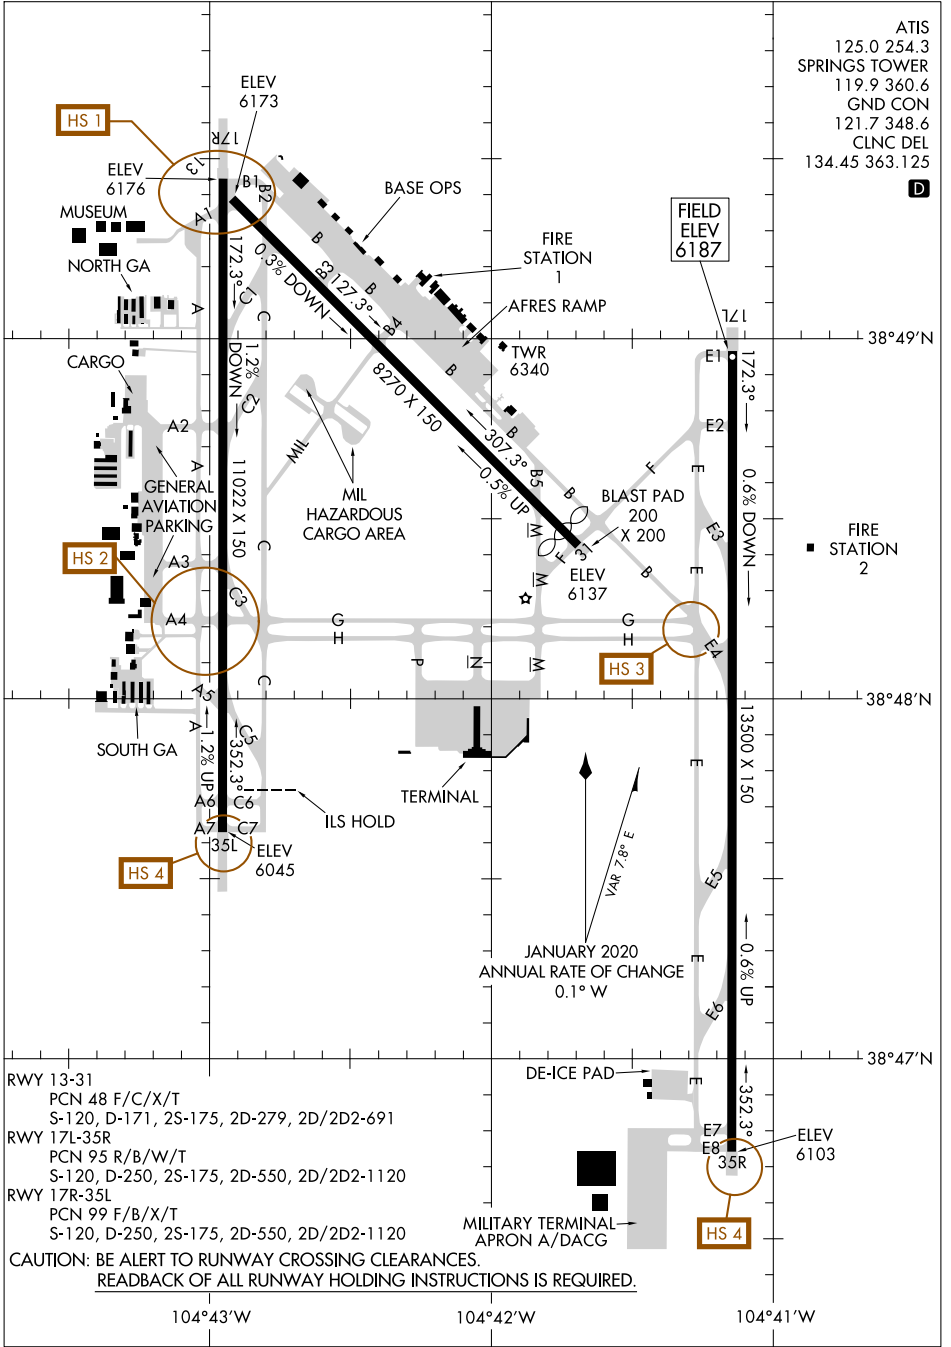 ATIS
125.0 254.3
SPRINGS TOWER
119.9 360.6
GND CON
121.7 348.6
CLNC DEL
134.45 363.125
D
ELEV
6173
HS 1
17R
13
ELEV
6176
B1
B2
A1
MUSEUM
BASE OPS
FIELD
ELEV
6187
FIRE
STATION
1
NORTH GA
172.3°
0.3% DOWN
B
B3
127.3°
B
C1
C
A
AFRES RAMP
B4
17L
38°49'N
TWR
6340
E1
CARGO
1.2%
DOWN
8270 X 150
B
172.3°
C2
A2
307.3°
B
E2
MIL
A
11022 X 150
0.5% UP
B5
F
E
0.6% DOWN
GENERAL
AVIATION
PARKING
MIL
HAZARDOUS
CARGO AREA
B
BLAST PAD
200
X 200
E3
FIRE
STATION
2
M
C
31
F
HS 2
A3
ELEV
6137
M
B
E
C3
A4
G
H
G
H
E4
P
N
M
HS 3
C
A5
38°48'N
A
SOUTH GA
1.2% UP
352.3°
C5
13500 X 150
E
TERMINAL
A6
C6
ILS HOLD
A7
C7
35L
ELEV
6045
HS 4
VAR 7.8° E
E5
JANUARY 2020
ANNUAL RATE OF CHANGE
0.1° W
E
0.6% UP
E6
38°47'N
DE-ICE PAD
E
352.3°
RWY 13-31
PCN 48 F/C/X/T
S-120, D-171, 2S-175, 2D-279, 2D/2D2-691
RWY 17L-35R
PCN 95 R/B/W/T
S-120, D-250, 2S-175, 2D-550, 2D/2D2-1120
RWY 17R-35L
PCN 99 F/B/X/T
S-120, D-250, 2S-175, 2D-550, 2D/2D2-1120
E7
E8
35R
ELEV
6103
MILITARY TERMINAL
APRON A/DACG
HS 4
CAUTION: BE ALERT TO RUNWAY CROSSING CLEARANCES.
READBACK OF ALL RUNWAY HOLDING INSTRUCTIONS IS REQUIRED.
104°43'W
104°42'W
104°41'W